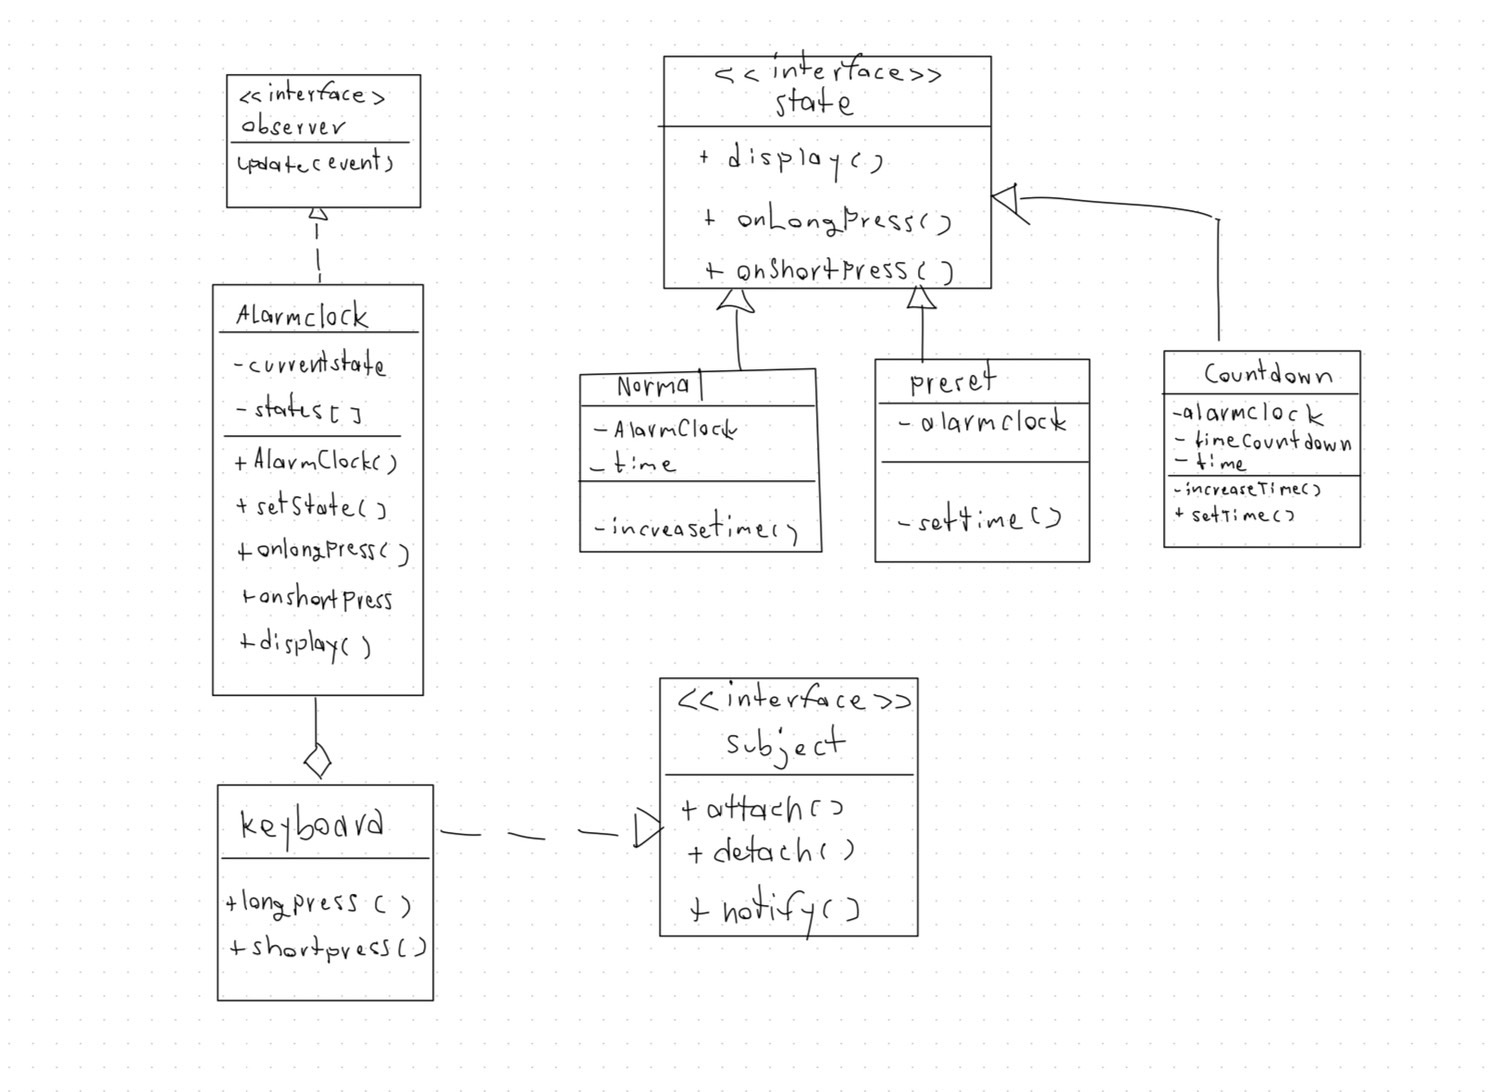 <<interface>
observer
update(event)
Alarmclock
-currentstate
-states[]
+AlarmClock()
+setState()
+onlongPress()
+onshortPress
+display()
keyboard
+longpress()
+shortpress()
<<interface>>
state
+ display()
+ onLongPress()
+ onShortPress()
Normal
-AlarmClock
-time
-increasetime()
preset
-alarmclock
-settime()
Countdown
-alarmclock
-timeCountdown
-time
-increaseTime()
+ setTime()
<<interface>>
subject
+attach()
+detach()
+notify()